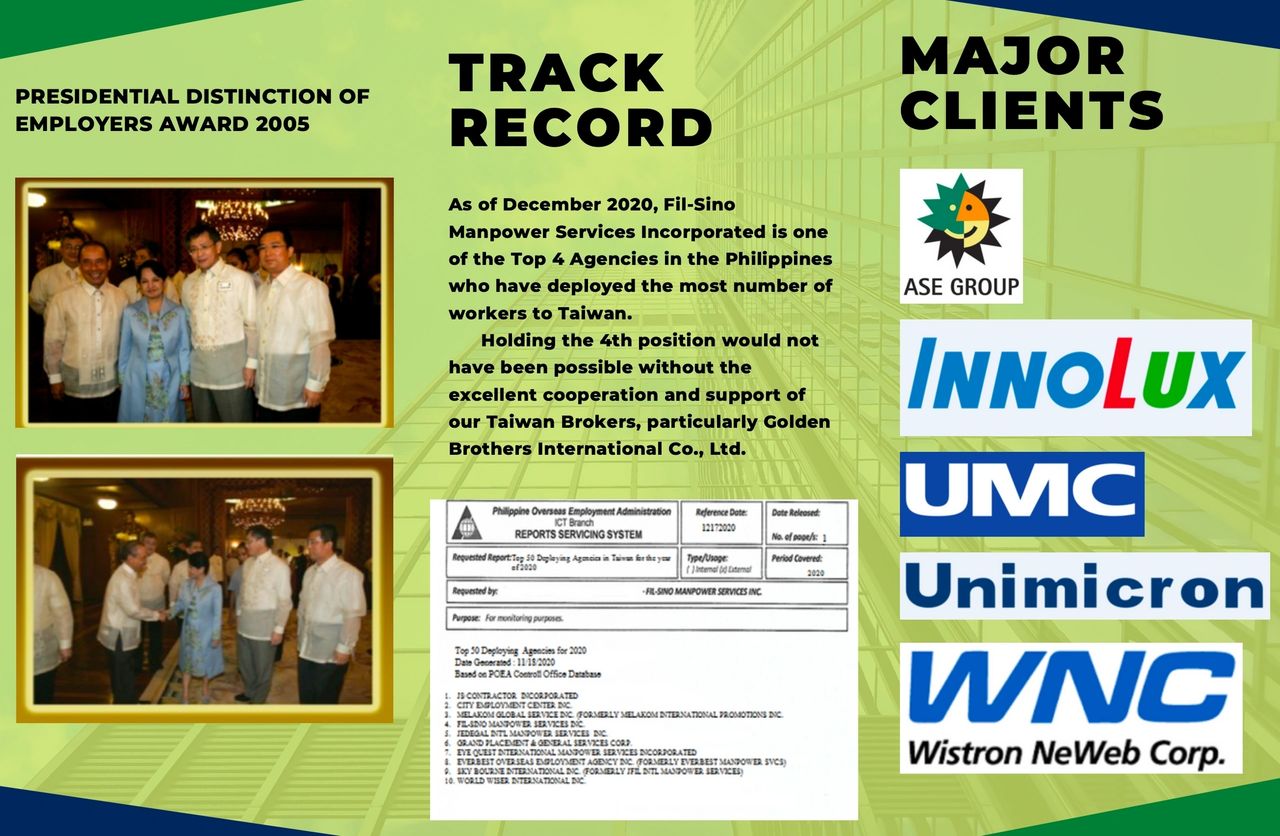 PRESIDENTIAL DISTINCTION OF
EMPLOYERS AWARD 2005
TRACK
RECORD
As of December 2020, Fil-Sino
Manpower Services Incorporated is one
of the Top 4 Agencies in the Philippines
who have deployed the most number of
workers to Taiwan.
Holding the 4th position would not
have been possible without the
excellent cooperation and support of
our Taiwan Brokers, particularly Golden
Brothers International Co., Ltd.
Philippine Overseas Employment Administration
ICT Branch
REPORTS SERVICING SYSTEM
Reference Date:
12172020
Date Released:
No. of page/s: 1
Requested Report: Top 50 Deploying Agencies in Taiwan for the year
of 2020
Type/Usage:
( ) Internal (x) External
Period Covered:
2020
Requested by: - FIL-SINO MANPOWER SERVICES INC.
Purpose: For monitoring purposes.
Top 50 Deploying Agencies for 2020
Date Generated : 11/18/2020
Based on POEA Controll Office Database
1. JS CONTRACTOR INCORPORATED
2. CITY EMPLOYMENT CENTER INC.
3. MELAKOM GLOBAL SERVICE INC. (FORMERLY MELAKOM INTERNATIONAL PROMOTIONS INC.
4. FIL-SINO MANPOWER SERVICES INC.
5. JEDEGAL INT'L MANPOWER SERVICES INC.
6. GRAND PLACEMENT & GENERAL SERVICES CORP.
7. EYE QUEST INTERNATIONAL MANPOWER SERVICES INCORPORATED
8. EVERBEST OVERSEAS EMPLOYMENT AGENCY INC. (FORMERLY EVERBEST MANPOWER SVCS)
9. SKY BOURNE INTERNATIONAL INC. (FORMERLY JFIL INTL MANPOWER SERVICES)
10. WORLD WISER INTERNATIONAL INC.
MAJOR
CLIENTS
ASE GROUP
INNOLUX
UMC
Unimicron
WNC
Wistron NeWeb Corp.